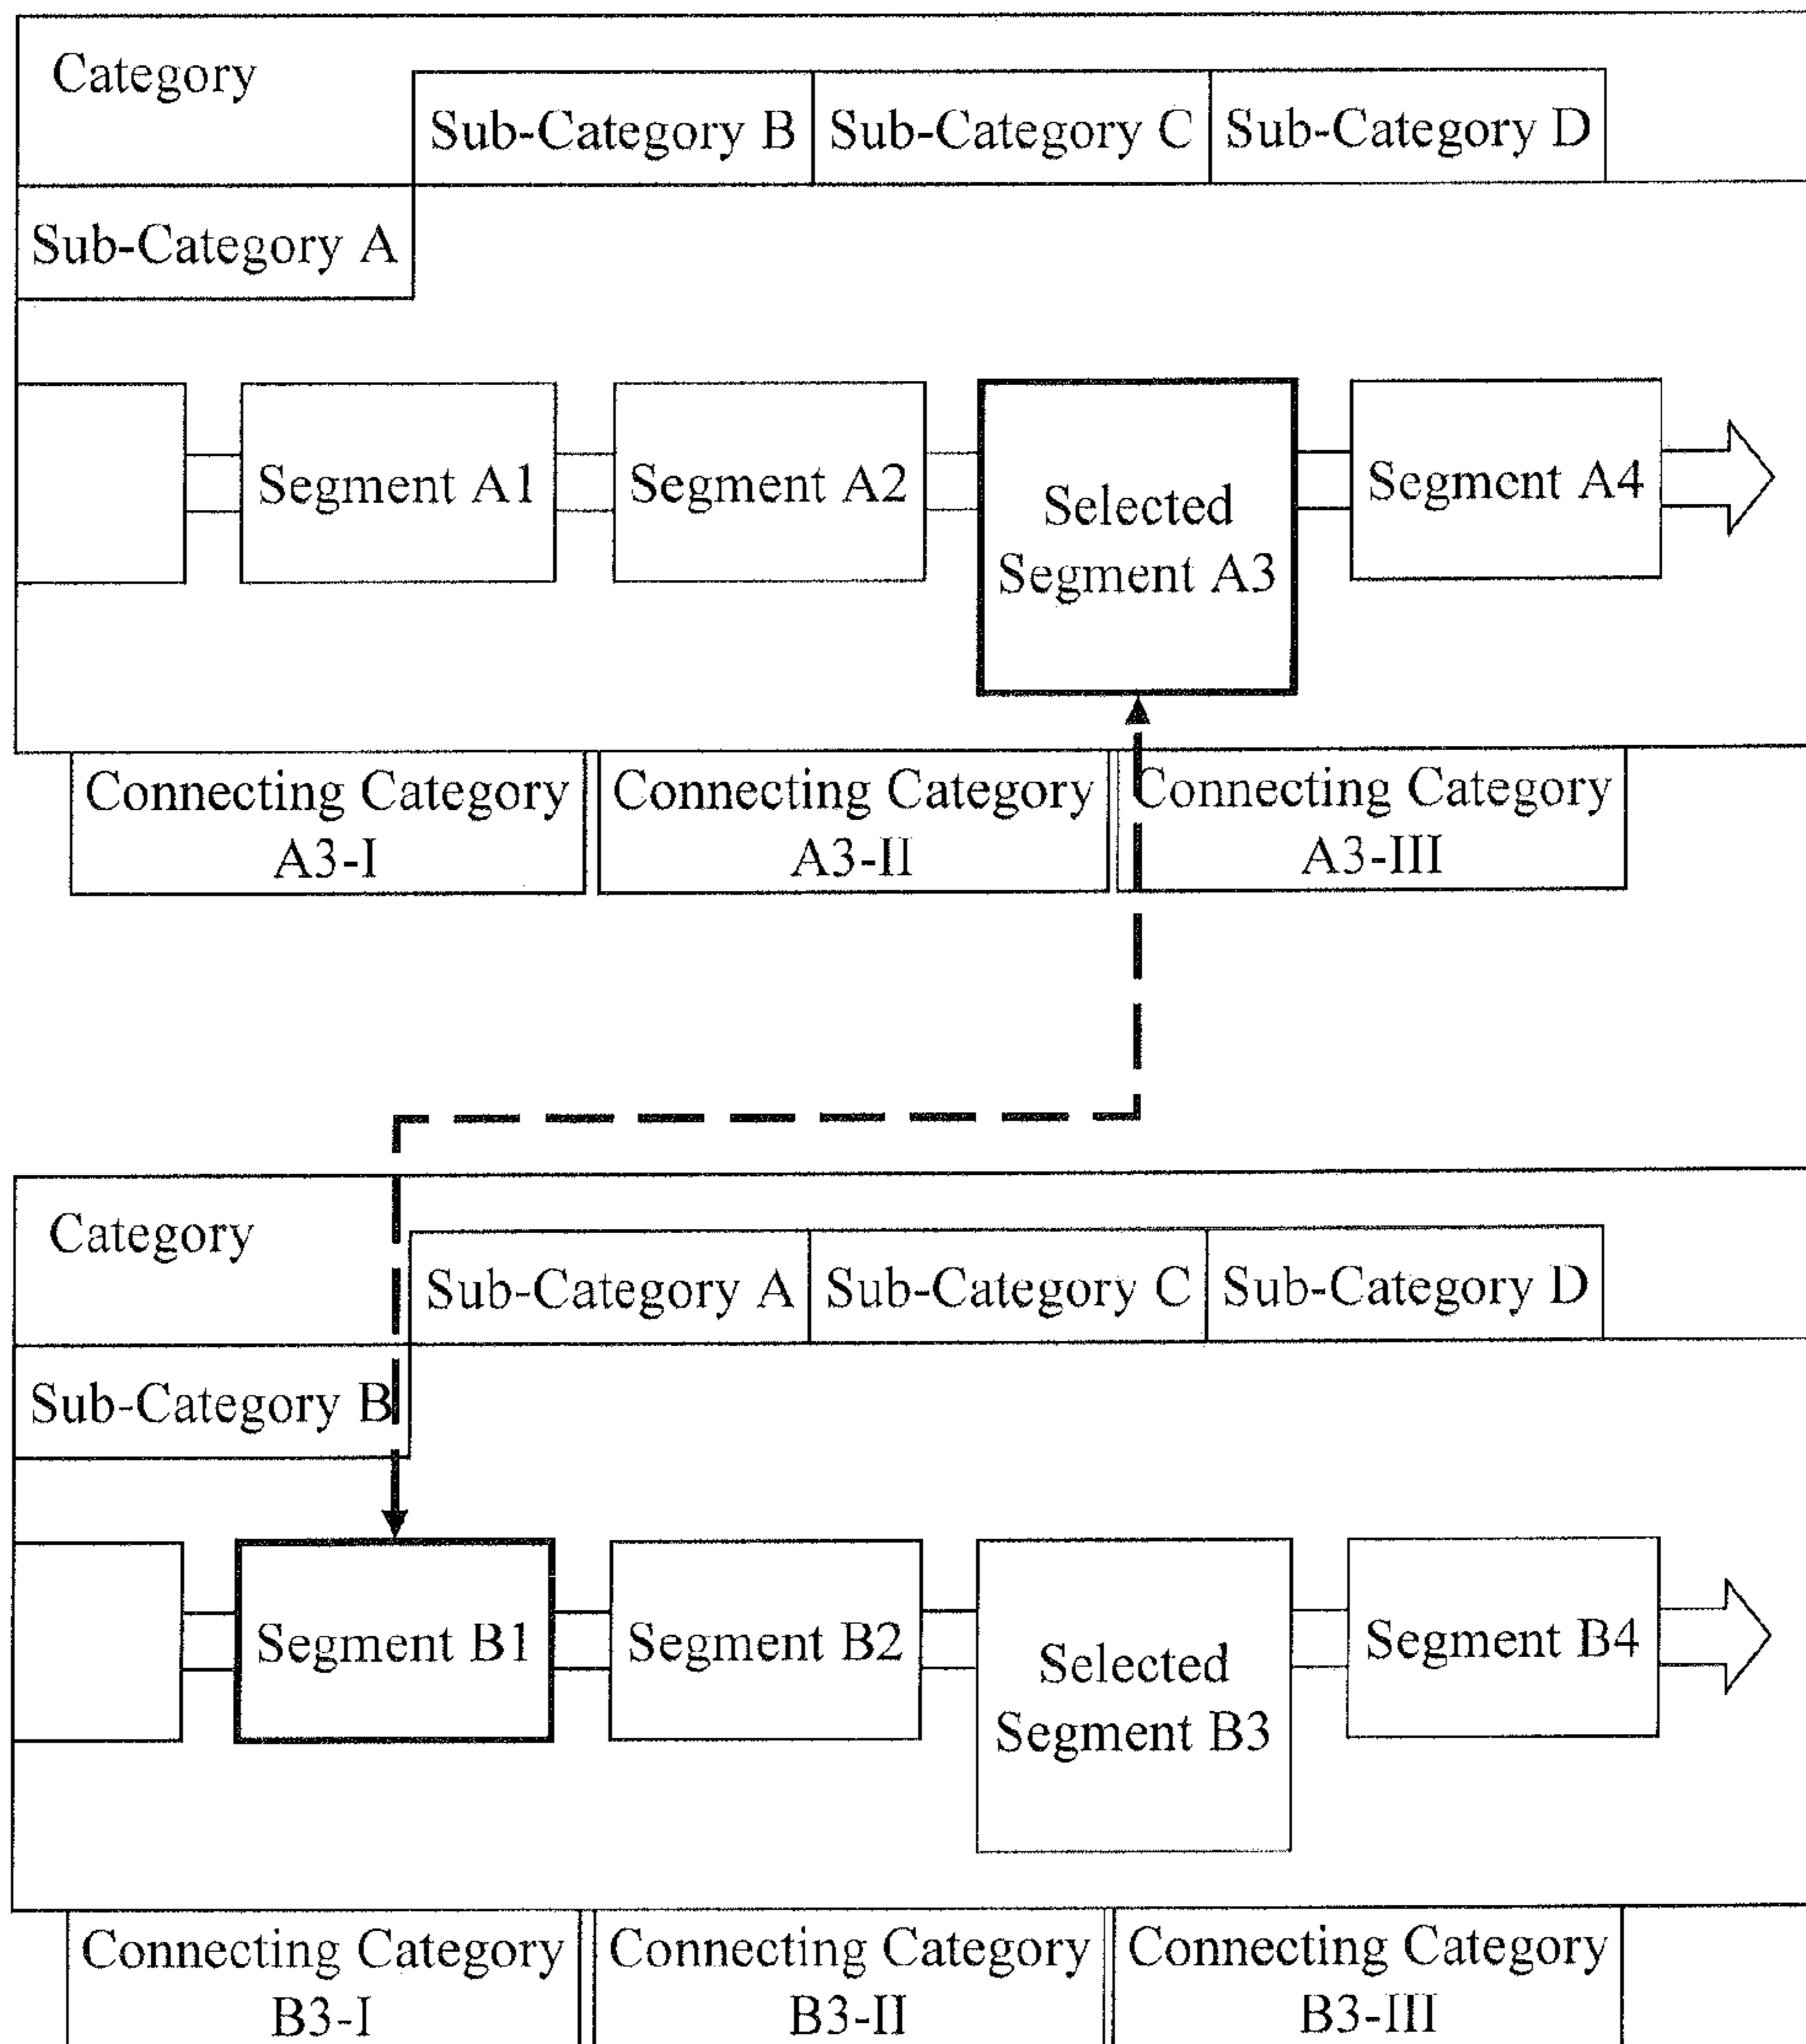 Category
Sub-Category B
Sub-Category C
Sub-Category D
Sub-Category A
Segment A1
Segment A2
Selected
Segment A3
Segment A4
Connecting Category
A3-I
Connecting Category
A3-II
Connecting Category
A3-III
Category
Sub-Category A
Sub-Category C
Sub-Category D
Sub-Category B
Segment B1
Segment B2
Selected
Segment B3
Segment B4
Connecting Category
B3-I
Connecting Category
B3-II
Connecting Category
B3-III